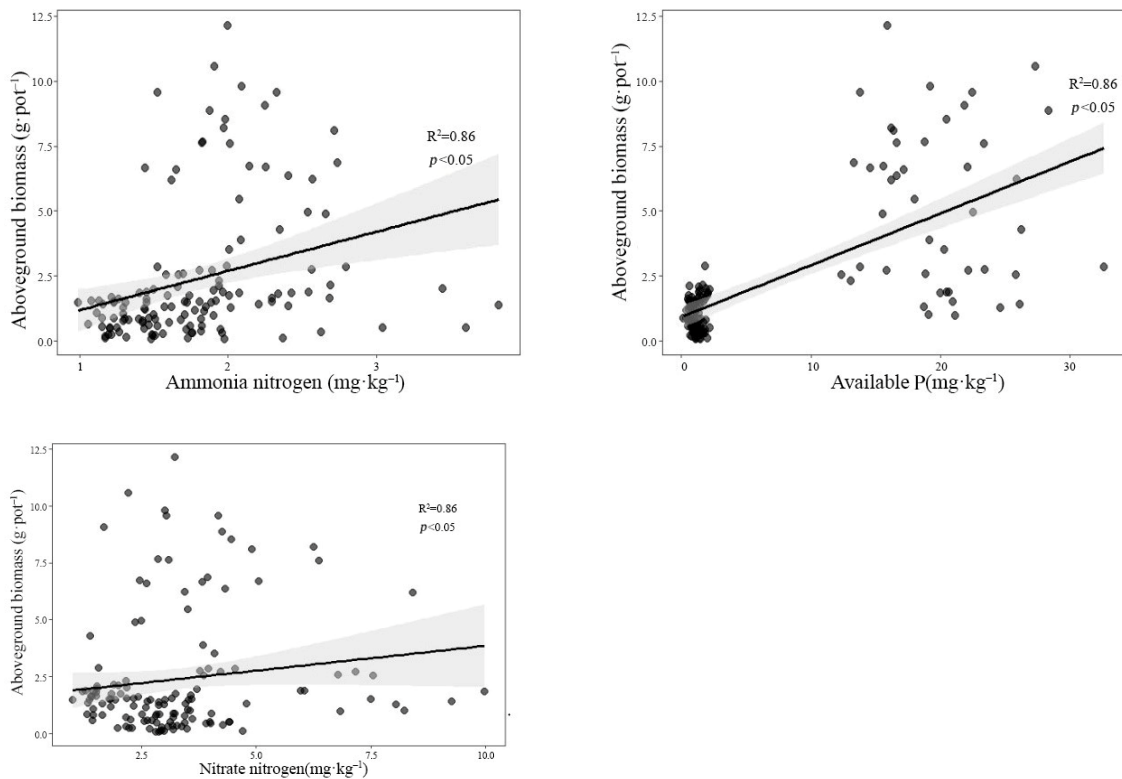 12.5
10.0
7.5
5.0
2.5
0.0
Aboveground biomass (g·pot⁻¹)
R²=0.86
p<0.05
1
2
3
Ammonia nitrogen (mg·kg⁻¹)
12.5
10.0
7.5
5.0
2.5
0.0
Aboveground biomass (g·pot⁻¹)
R²=0.86
p<0.05
0
10
20
30
Available P(mg·kg⁻¹)
12.5
10.0
7.5
5.0
2.5
0.0
Aboveground biomass (g·pot⁻¹)
R²=0.86
p<0.05
2.5
5.0
7.5
10.0
Nitrate nitrogen(mg·kg⁻¹)
.